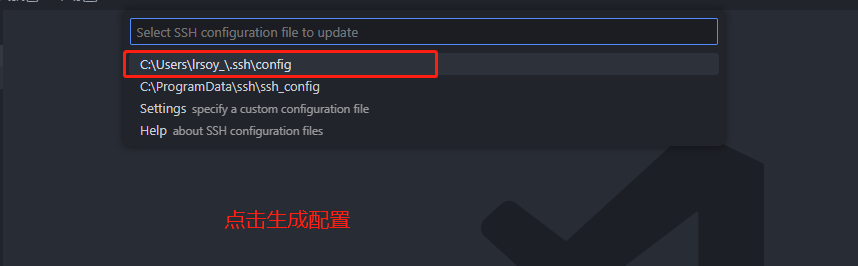 Select SSH configuration file to update
C:\Users\lrsoy_\.ssh\config
C:\ProgramData\ssh\ssh_config
Settings specify a custom configuration file
Help about SSH configuration files
点击生成配置